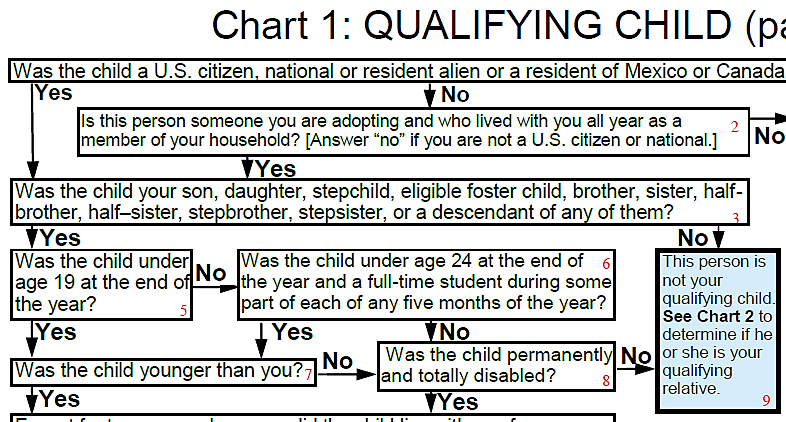 Chart 1: QUALIFYING CHILD
Was the child a U.S. citizen, national or resident alien or a resident of Mexico or Canada
Yes
No
Is this person someone you are adopting and who lived with you all year as a
member of your household? [Answer “no” if you are not a U.S. citizen or national.]
2
No
Yes
Was the child your son, daughter, stepchild, eligible foster child, brother, sister, half-
brother, half–sister, stepbrother, stepsister, or a descendant of any of them?
3
Yes
No
Was the child under
age 19 at the end of
the year?
5
No
Was the child under age 24 at the end of
the year and a full-time student during some
part of each of any five months of the year?
6
This person is
not your
qualifying child.
See Chart 2 to
determine if he
or she is your
qualifying
relative.
9
Yes
Yes
No
Was the child younger than you?
7
No
Was the child permanently
and totally disabled?
8
No
Yes
Yes